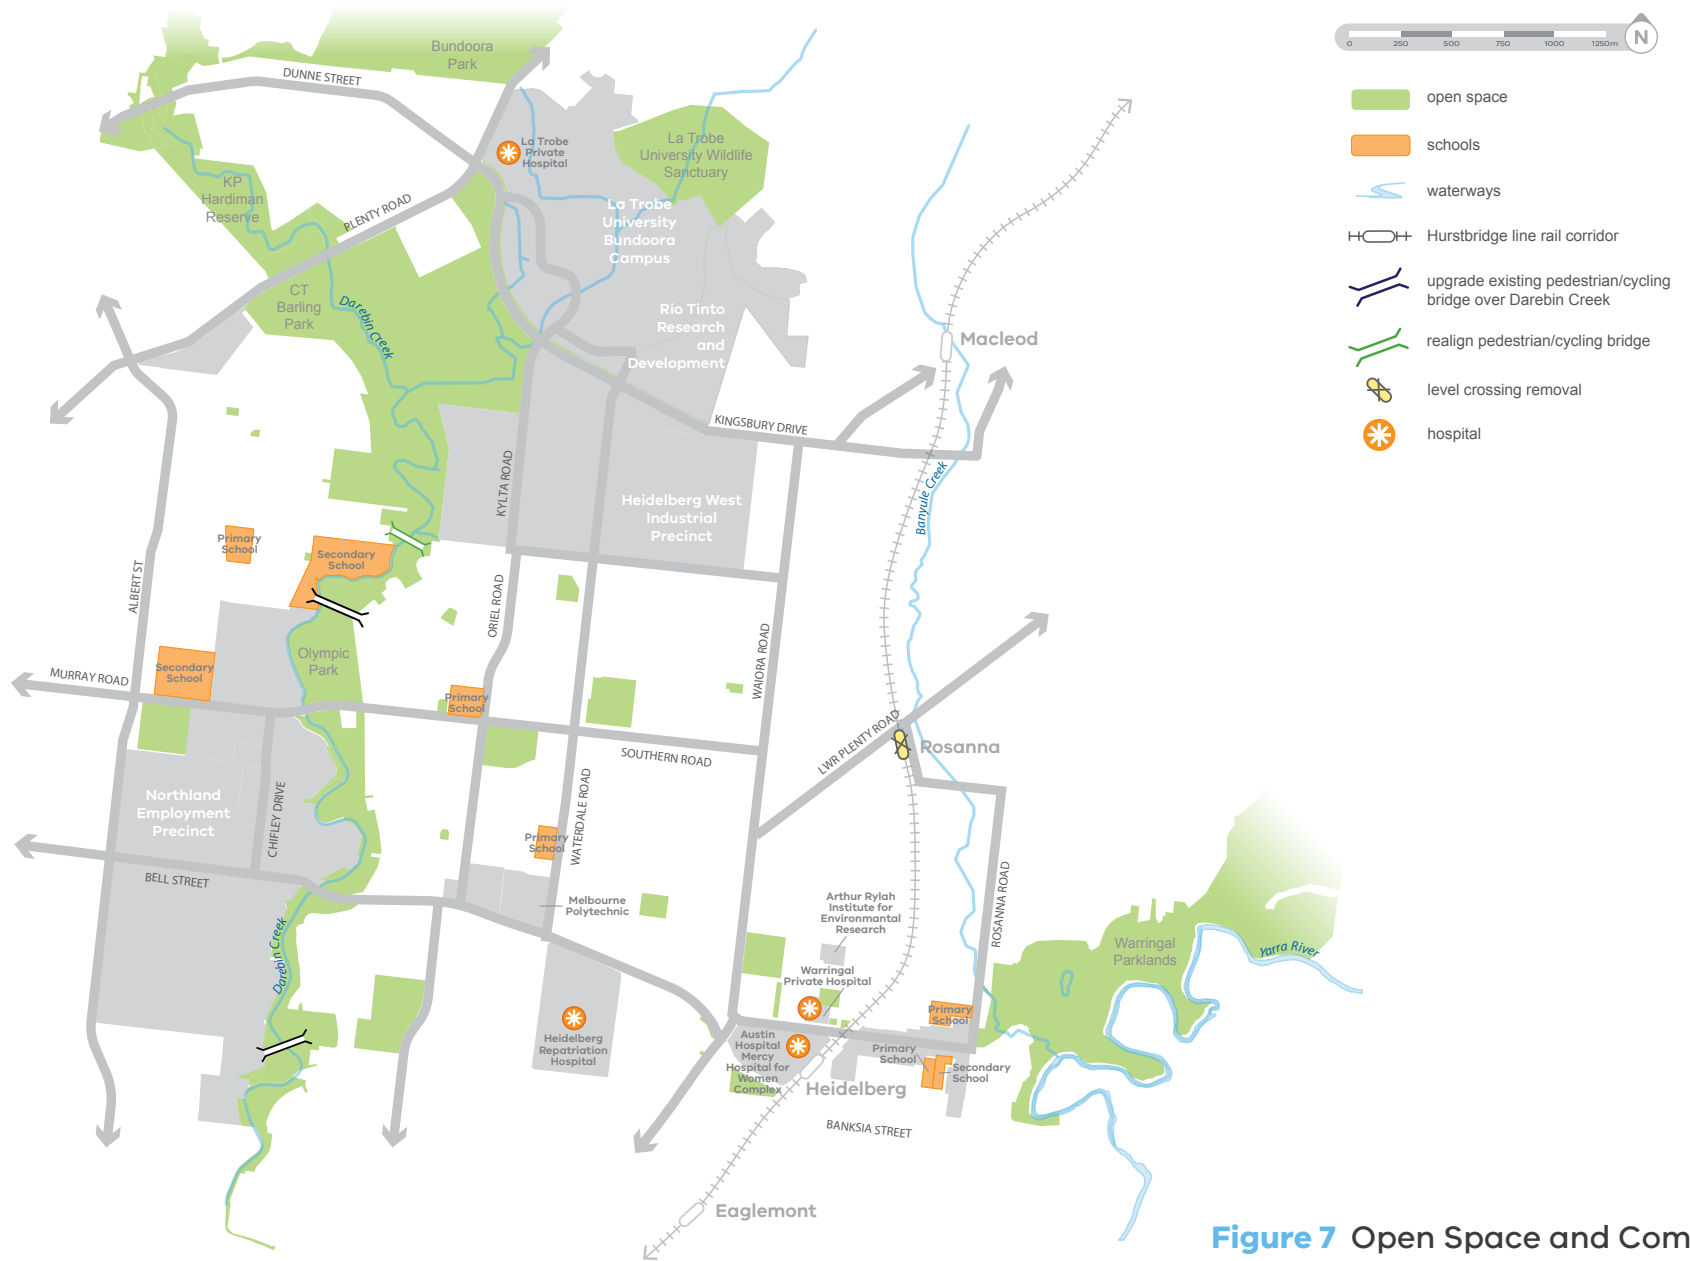 Bundoora
Park
DUNNE STREET
La Trobe
Private
Hospital
La Trobe
University Wildlife
Sanctuary
KP
Hardiman
Reserve
PLENTY ROAD
La Trobe
University
Bundoora
Campus
CT
Barling
Park
Darebin Creek
Rio Tinto
Research
and
Development
Macleod
KINGSBURY DRIVE
KYLTA ROAD
Heidelberg West
Industrial
Precinct
Banyule Creek
Primary
School
Secondary
School
ALBERT ST
ORIEL ROAD
WAIORA ROAD
Olympic
Park
Secondary
School
MURRAY ROAD
Primary
School
SOUTHERN ROAD
LWR PLENTY ROAD
Rosanna
Northland
Employment
Precinct
CHIFLEY DRIVE
WATERDALE ROAD
Primary
School
BELL STREET
Melbourne
Polytechnic
Arthur Rylah
Institute for
Environmantal
Research
ROSANNA ROAD
Darebin Creek
Warringal
Private Hospital
Warringal
Parklands
Yarra River
Heidelberg
Repatriation
Hospital
Austin
Hospital
Mercy
Hospital for
Women
Complex
Primary
School
Primary
School
Secondary
School
Heidelberg
BANKSIA STREET
Eaglemont
0 250 500 750 1000 1250m
N
open space
schools
waterways
Hurstbridge line rail corridor
upgrade existing pedestrian/cycling
bridge over Darebin Creek
realign pedestrian/cycling bridge
level crossing removal
hospital
Figure 7 Open Space and Com